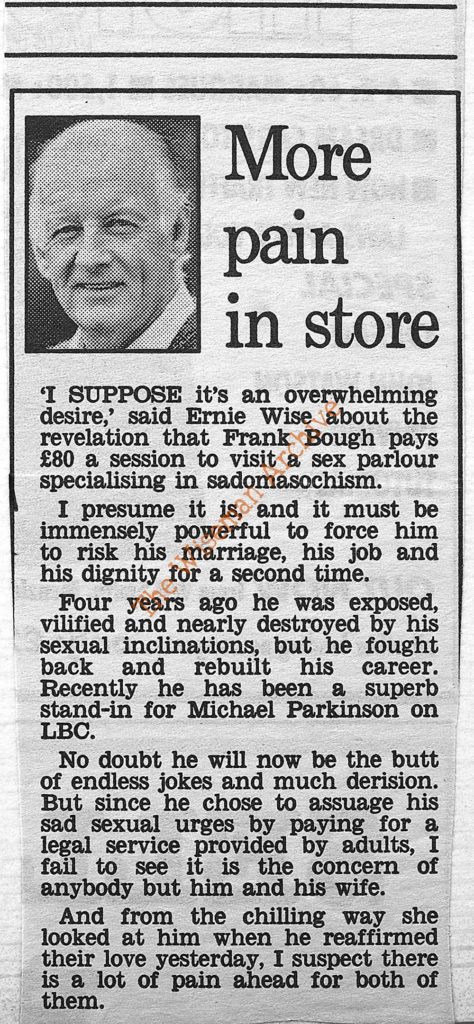 More
pain
in store
'I SUPPOSE it's an overwhelming
desire,' said Ernie Wise about the
revelation that Frank Bough pays
£80 a session to visit a sex parlour
specialising in sadomasochism.
I presume it is, and it must be
immensely powerful to force him
to risk his marriage, his job and
his dignity for a second time.
Four years ago he was exposed,
vilified and nearly destroyed by his
sexual inclinations, but he fought
back and rebuilt his career.
Recently he has been a superb
stand-in for Michael Parkinson on
LBC.
No doubt he will now be the butt
of endless jokes and much derision.
But since he chose to assuage his
sad sexual urges by paying for a
legal service provided by adults, I
fail to see it is the concern of
anybody but him and his wife.
And from the chilling way she
looked at him when he reaffirmed
their love yesterday, I suspect there
is a lot of pain ahead for both of
them.
The Wiseman Archive